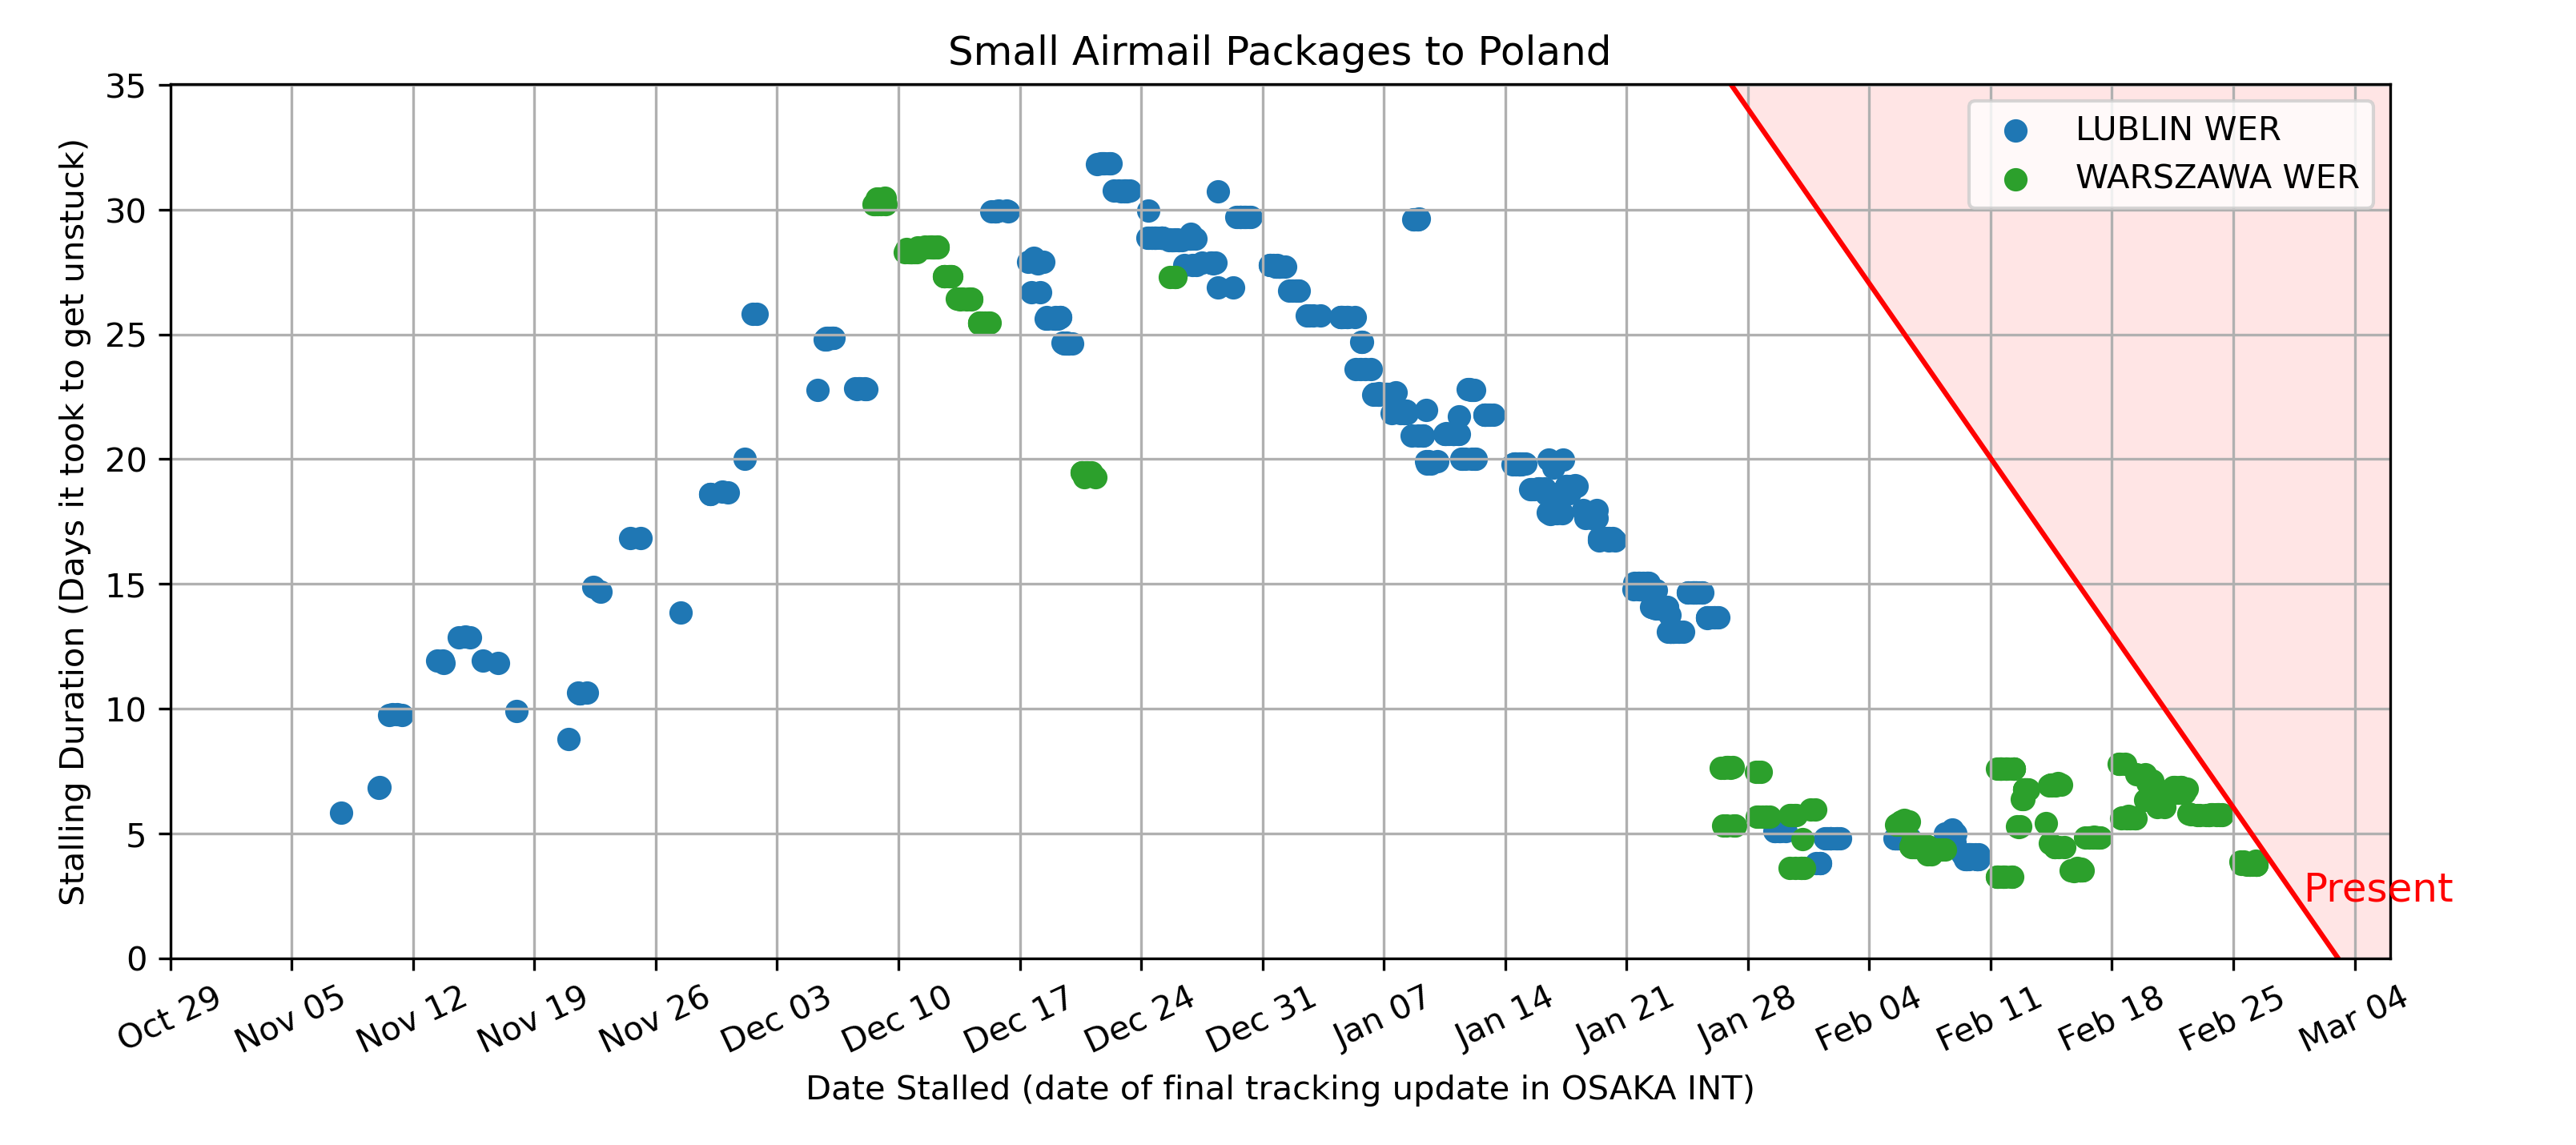 Small Airmail Packages to Poland
35
30
25
20
15
10
5
0
Stalling Duration (Days it took to get unstuck)
LUBLIN WER
WARSZAWA WER
Present
Oct 29
Nov 05
Nov 12
Nov 19
Nov 26
Dec 03
Dec 10
Dec 17
Dec 24
Dec 31
Jan 07
Jan 14
Jan 21
Jan 28
Feb 04
Feb 11
Feb 18
Feb 25
Mar 04
Date Stalled (date of final tracking update in OSAKA INT)